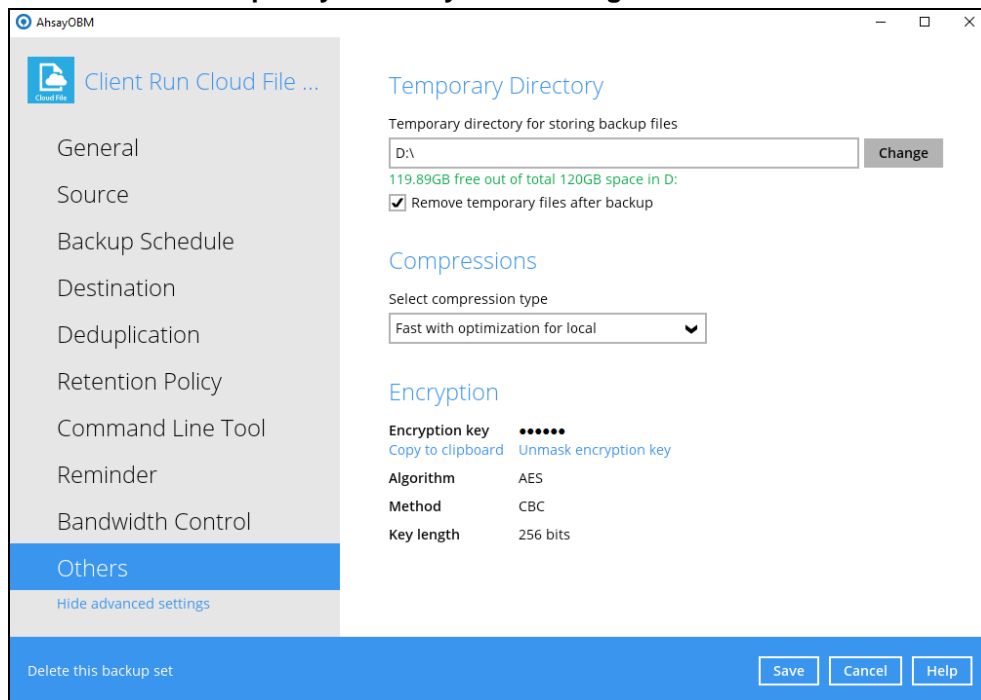 AhsayOBM
Cloud File
Client Run Cloud File ...
General
Source
Backup Schedule
Destination
Deduplication
Retention Policy
Command Line Tool
Reminder
Bandwidth Control
Others
Hide advanced settings
Temporary Directory
Temporary directory for storing backup files
D:\
Change
119.89GB free out of total 120GB space in D:
Remove temporary files after backup
Compressions
Select compression type
Fast with optimization for local
Encryption
Encryption key ●●●●●●
Copy to clipboard Unmask encryption key
Algorithm AES
Method CBC
Key length 256 bits
Delete this backup set
Save Cancel Help